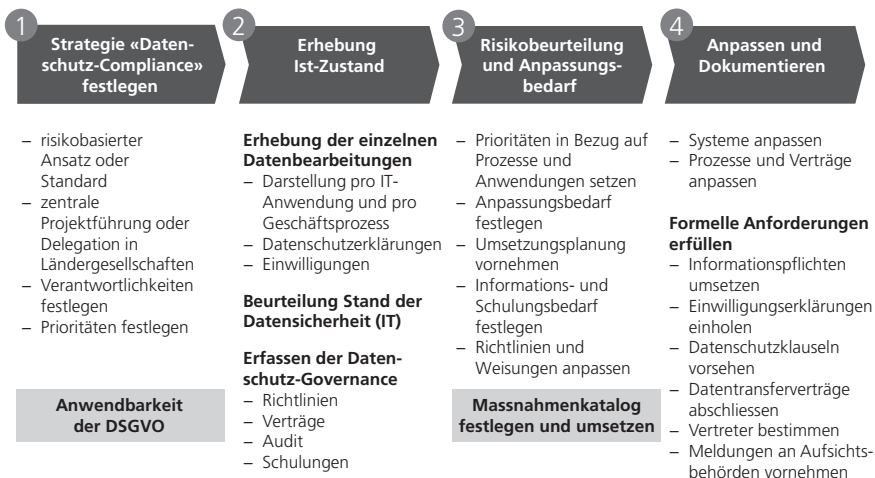 1
Strategie «Daten-
schutz-Compliance»
festlegen
– risikobasierter
Ansatz oder
Standard
– zentrale
Projektführung oder
Delegation in
Ländergesellschaften
– Verantwortlichkeiten
festlegen
– Prioritäten festlegen
Anwendbarkeit
der DSGVO
2
Erhebung
Ist-Zustand
Erhebung der einzelnen
Datenbearbeitungen
– Darstellung pro IT-
Anwendung und pro
Geschäftsprozess
– Datenschutzerklärungen
– Einwilligungen
Beurteilung Stand der
Datensicherheit (IT)
Erfassen der Daten-
schutz-Governance
– Richtlinien
– Verträge
– Audit
– Schulungen
3
Risikobeurteilung
und Anpassungs-
bedarf
– Prioritäten in Bezug auf
Prozesse und
Anwendungen setzen
– Anpassungsbedarf
festlegen
– Umsetzungsplanung
vornehmen
– Informations- und
Schulungsbedarf
festlegen
– Richtlinien und
Weisungen anpassen
Massnahmenkatalog
festlegen und umsetzen
4
Anpassen und
Dokumentieren
– Systeme anpassen
– Prozesse und Verträge
anpassen
Formelle Anforderungen
erfüllen
– Informationspflichten
umsetzen
– Einwilligungserklärungen
einholen
– Datenschutzklauseln
vorsehen
– Datentransferverträge
abschliessen
– Vertreter bestimmen
– Meldungen an Aufsichts-
behörden vornehmen